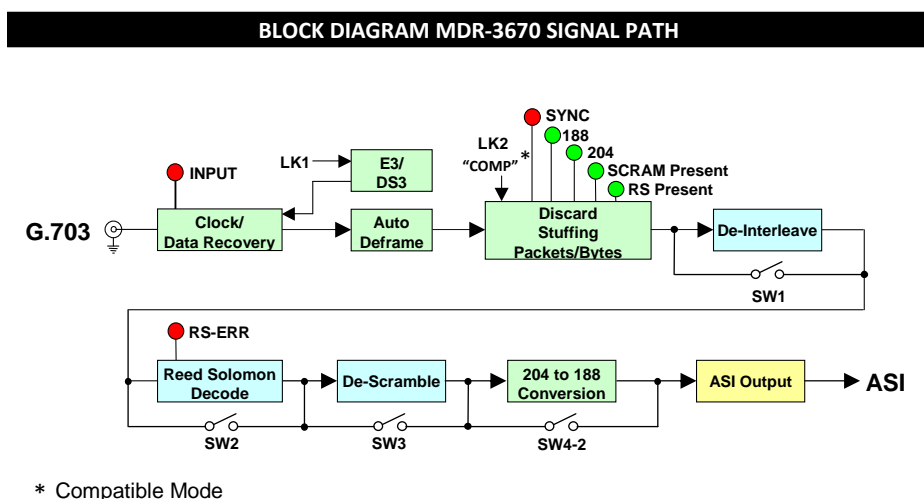 BLOCK DIAGRAM MDR-3670 SIGNAL PATH
SYNC
188
204
SCRAM Present
RS Present
LK2
“COMP” *
LK1
E3/
DS3
INPUT
G.703
Clock/
Data Recovery
Auto
Deframe
Discard
Stuffing
Packets/Bytes
De-Interleave
SW1
RS-ERR
Reed Solomon
Decode
De-Scramble
204 to 188
Conversion
ASI Output
ASI
SW2
SW3
SW4-2
* Compatible Mode